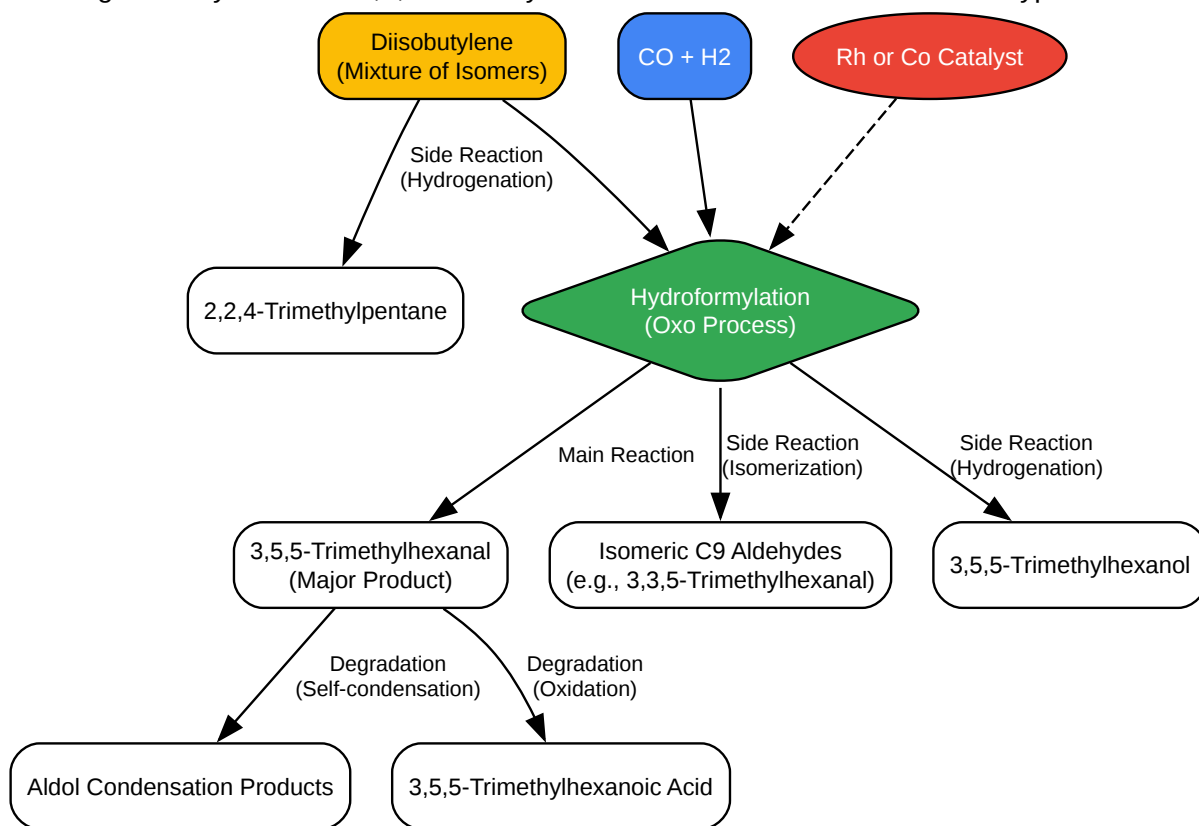 Diisobutylene
(Mixture of Isomers)
CO + H2
Rh or Co Catalyst
Side Reaction
(Hydrogenation)
2,2,4-Trimethylpentane
Hydroformylation
(Oxo Process)
Main Reaction
Side Reaction
(Isomerization)
Side Reaction
(Hydrogenation)
3,5,5-Trimethylhexanal
(Major Product)
Isomeric C9 Aldehydes
(e.g., 3,3,5-Trimethylhexanal)
3,5,5-Trimethylhexanol
Degradation
(Self-condensation)
Degradation
(Oxidation)
Aldol Condensation Products
3,5,5-Trimethylhexanoic Acid